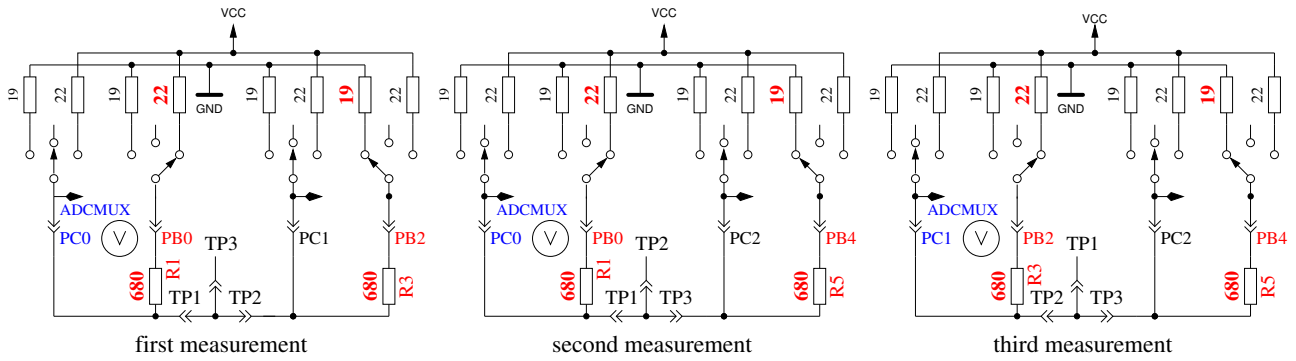 VCC
19
22
19
22
GND
19
22
19
22
ADCMUX
PC0
V
PB0
TP3
PC1
PB2
680
R1
680
R3
TP1
TP2
first measurement
VCC
19
22
19
22
GND
19
22
19
22
ADCMUX
PC0
V
PB0
TP2
PC2
PB4
680
R1
680
R5
TP1
TP3
second measurement
VCC
19
22
19
22
GND
19
22
19
22
ADCMUX
PC1
V
PB2
TP1
PC2
PB4
680
R3
680
R5
TP2
TP3
third measurement